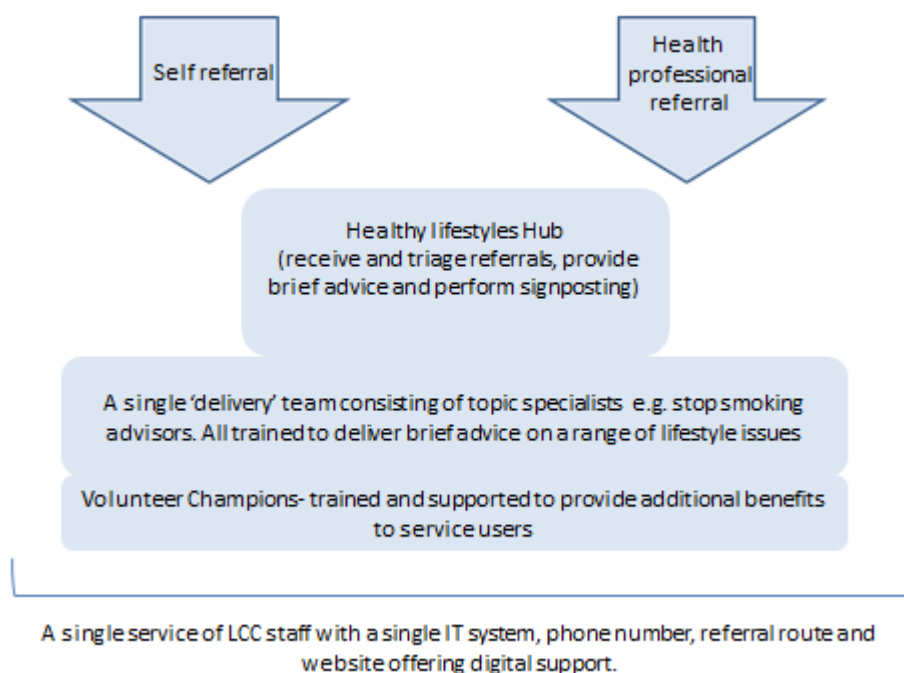 Self referral
Health
professional
referral
Healthy lifestyles Hub
(receive and triage referrals, provide
brief advice and perform signposting)
A single ‘delivery’ team consisting of topic specialists e.g. stop smoking
advisors. All trained to deliver brief advice on a range of lifestyle issues
Volunteer Champions- trained and supported to provide additional benefits
to service users
A single service of LCC staff with a single IT system, phone number, referral route and
website offering digital support.